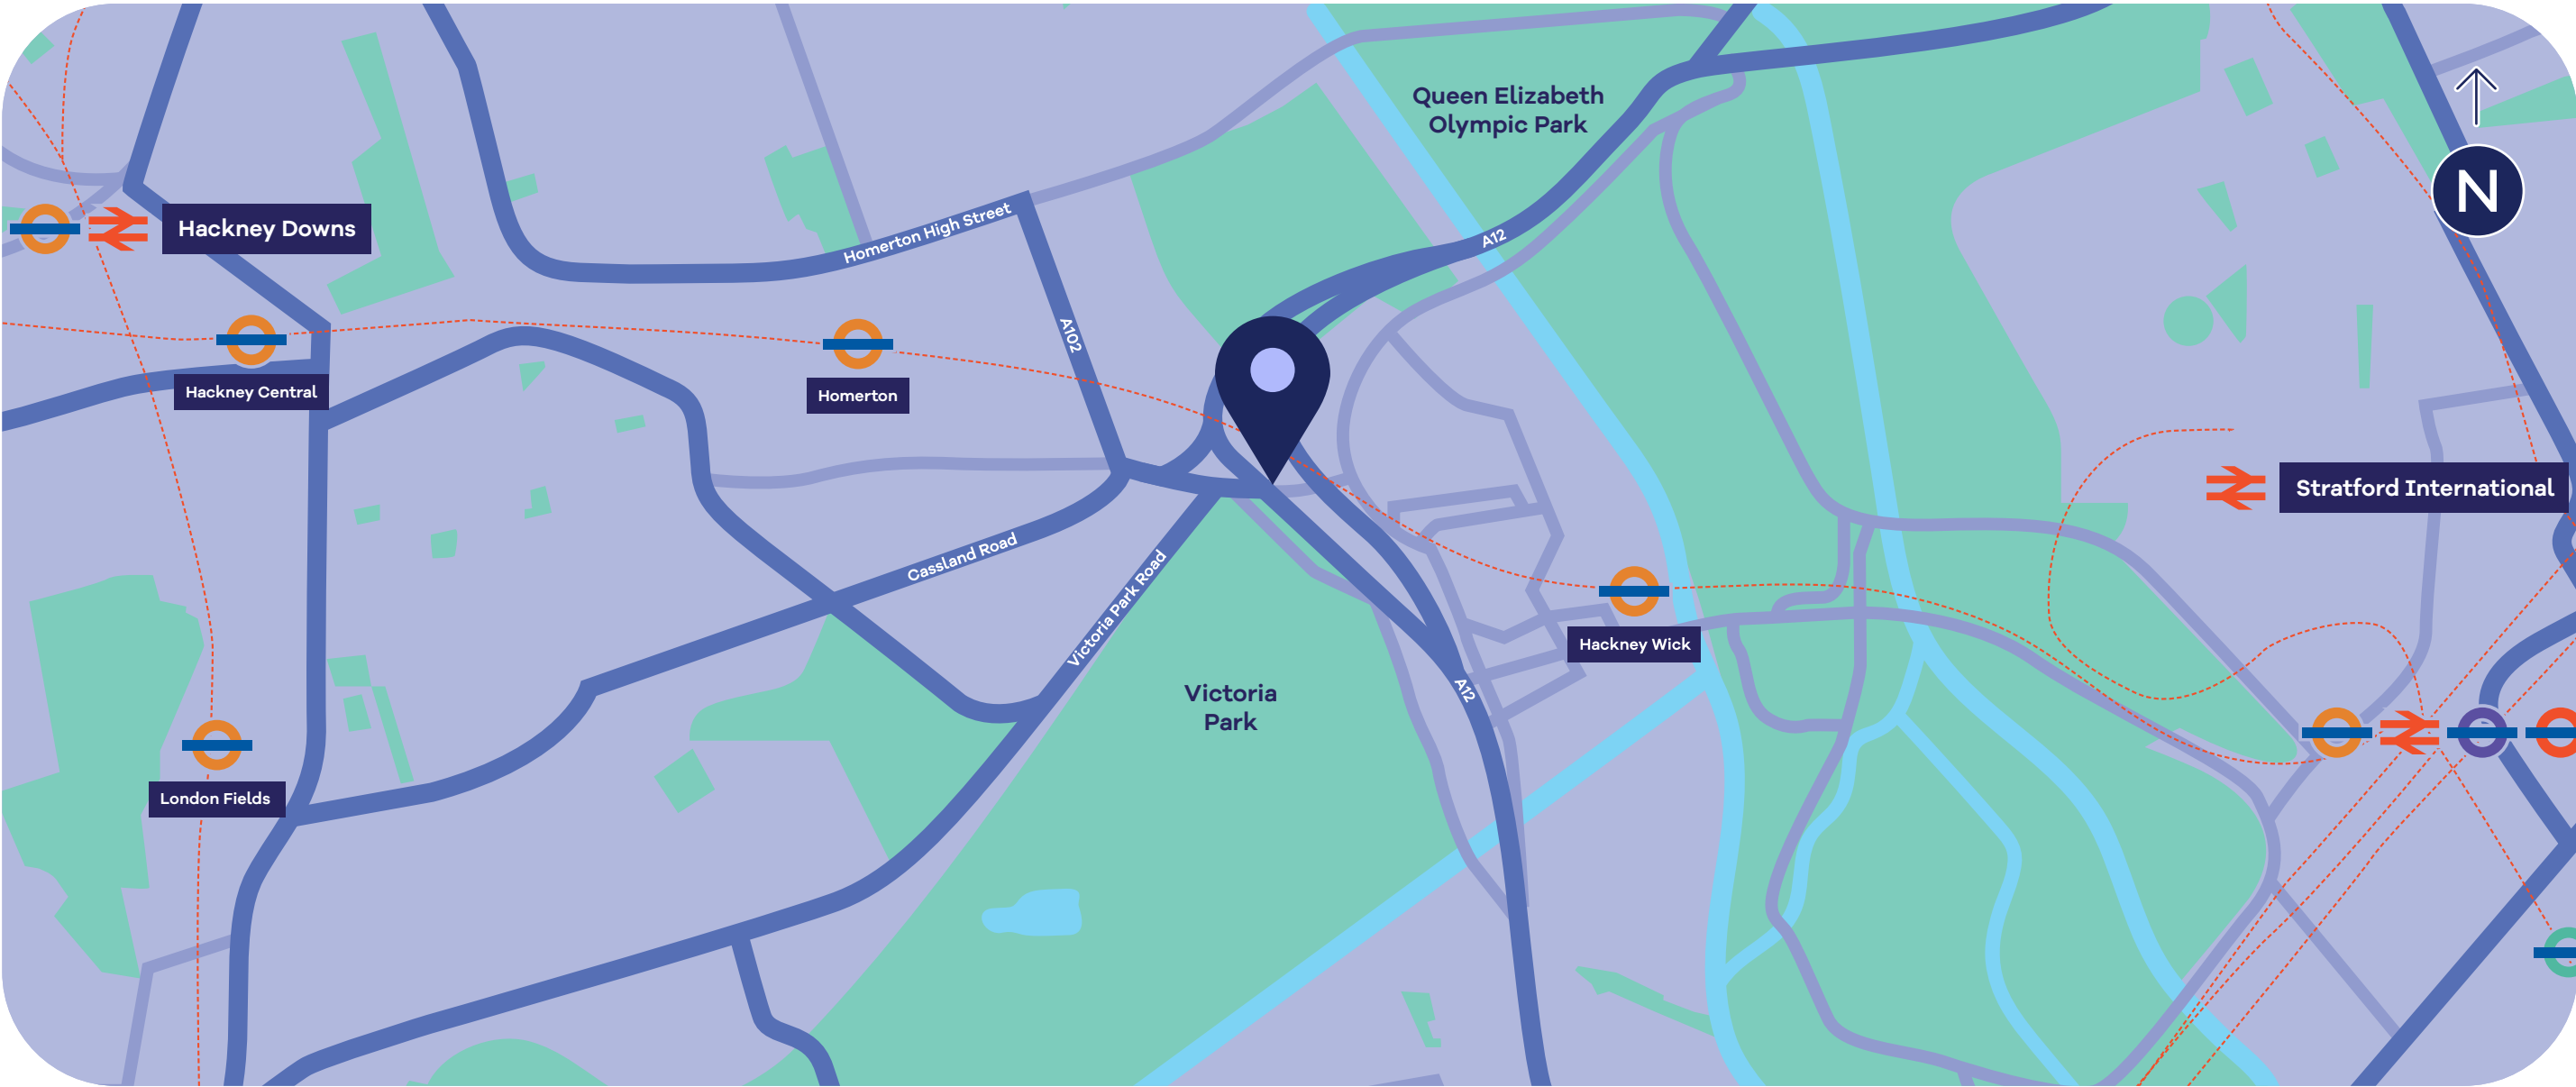 Queen Elizabeth
Olympic Park
N
Hackney Downs
Homerton High Street
A12
A102
Hackney Central
Homerton
Stratford International
Cassland Road
Victoria Park Road
Hackney Wick
Victoria
Park
A12
London Fields